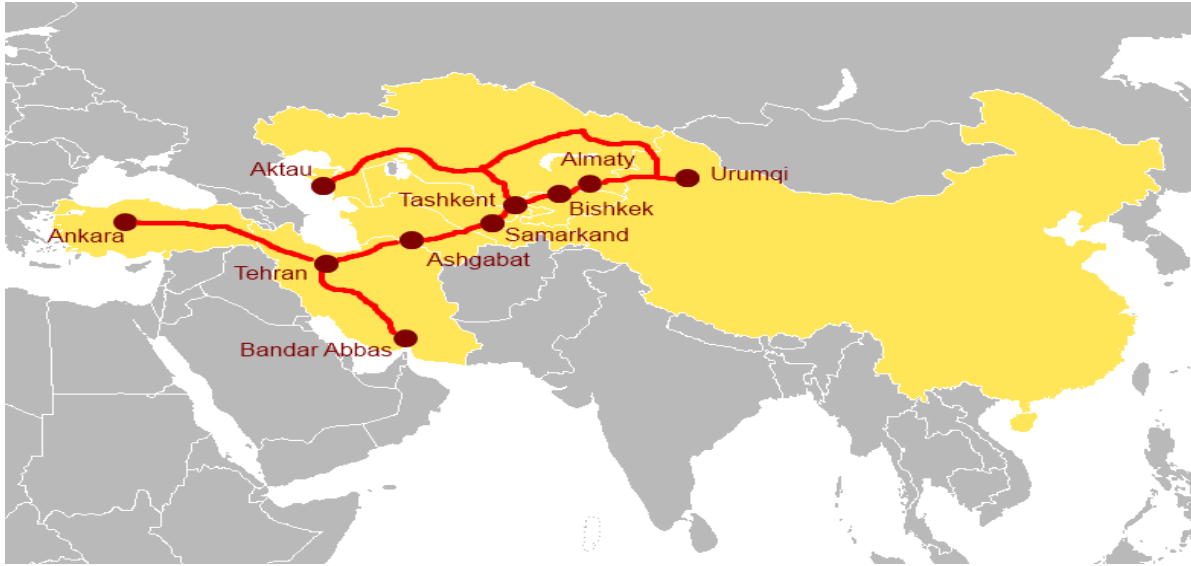 Almaty
Aktau
Urumqi
Tashkent
Bishkek
Ankara
Samarkand
Ashgabat
Tehran
Bandar Abbas